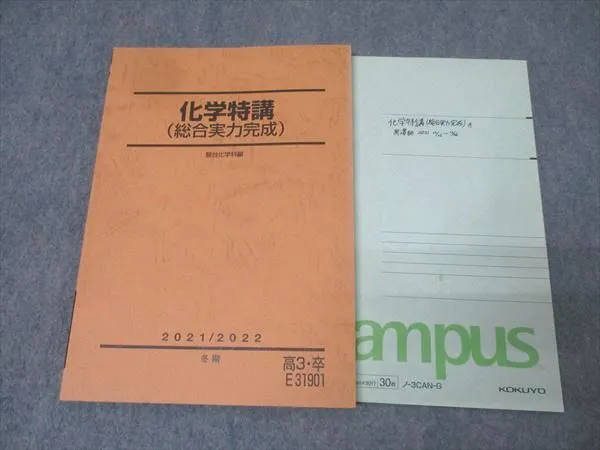 化学特講
(総合実力完成)
駿台化学科編
2021/2022
冬期
高3・卒
E31901
化学特講(総合実力完成)
2021
ampus
30枚
ノ-3CAN-G
KOKUYO